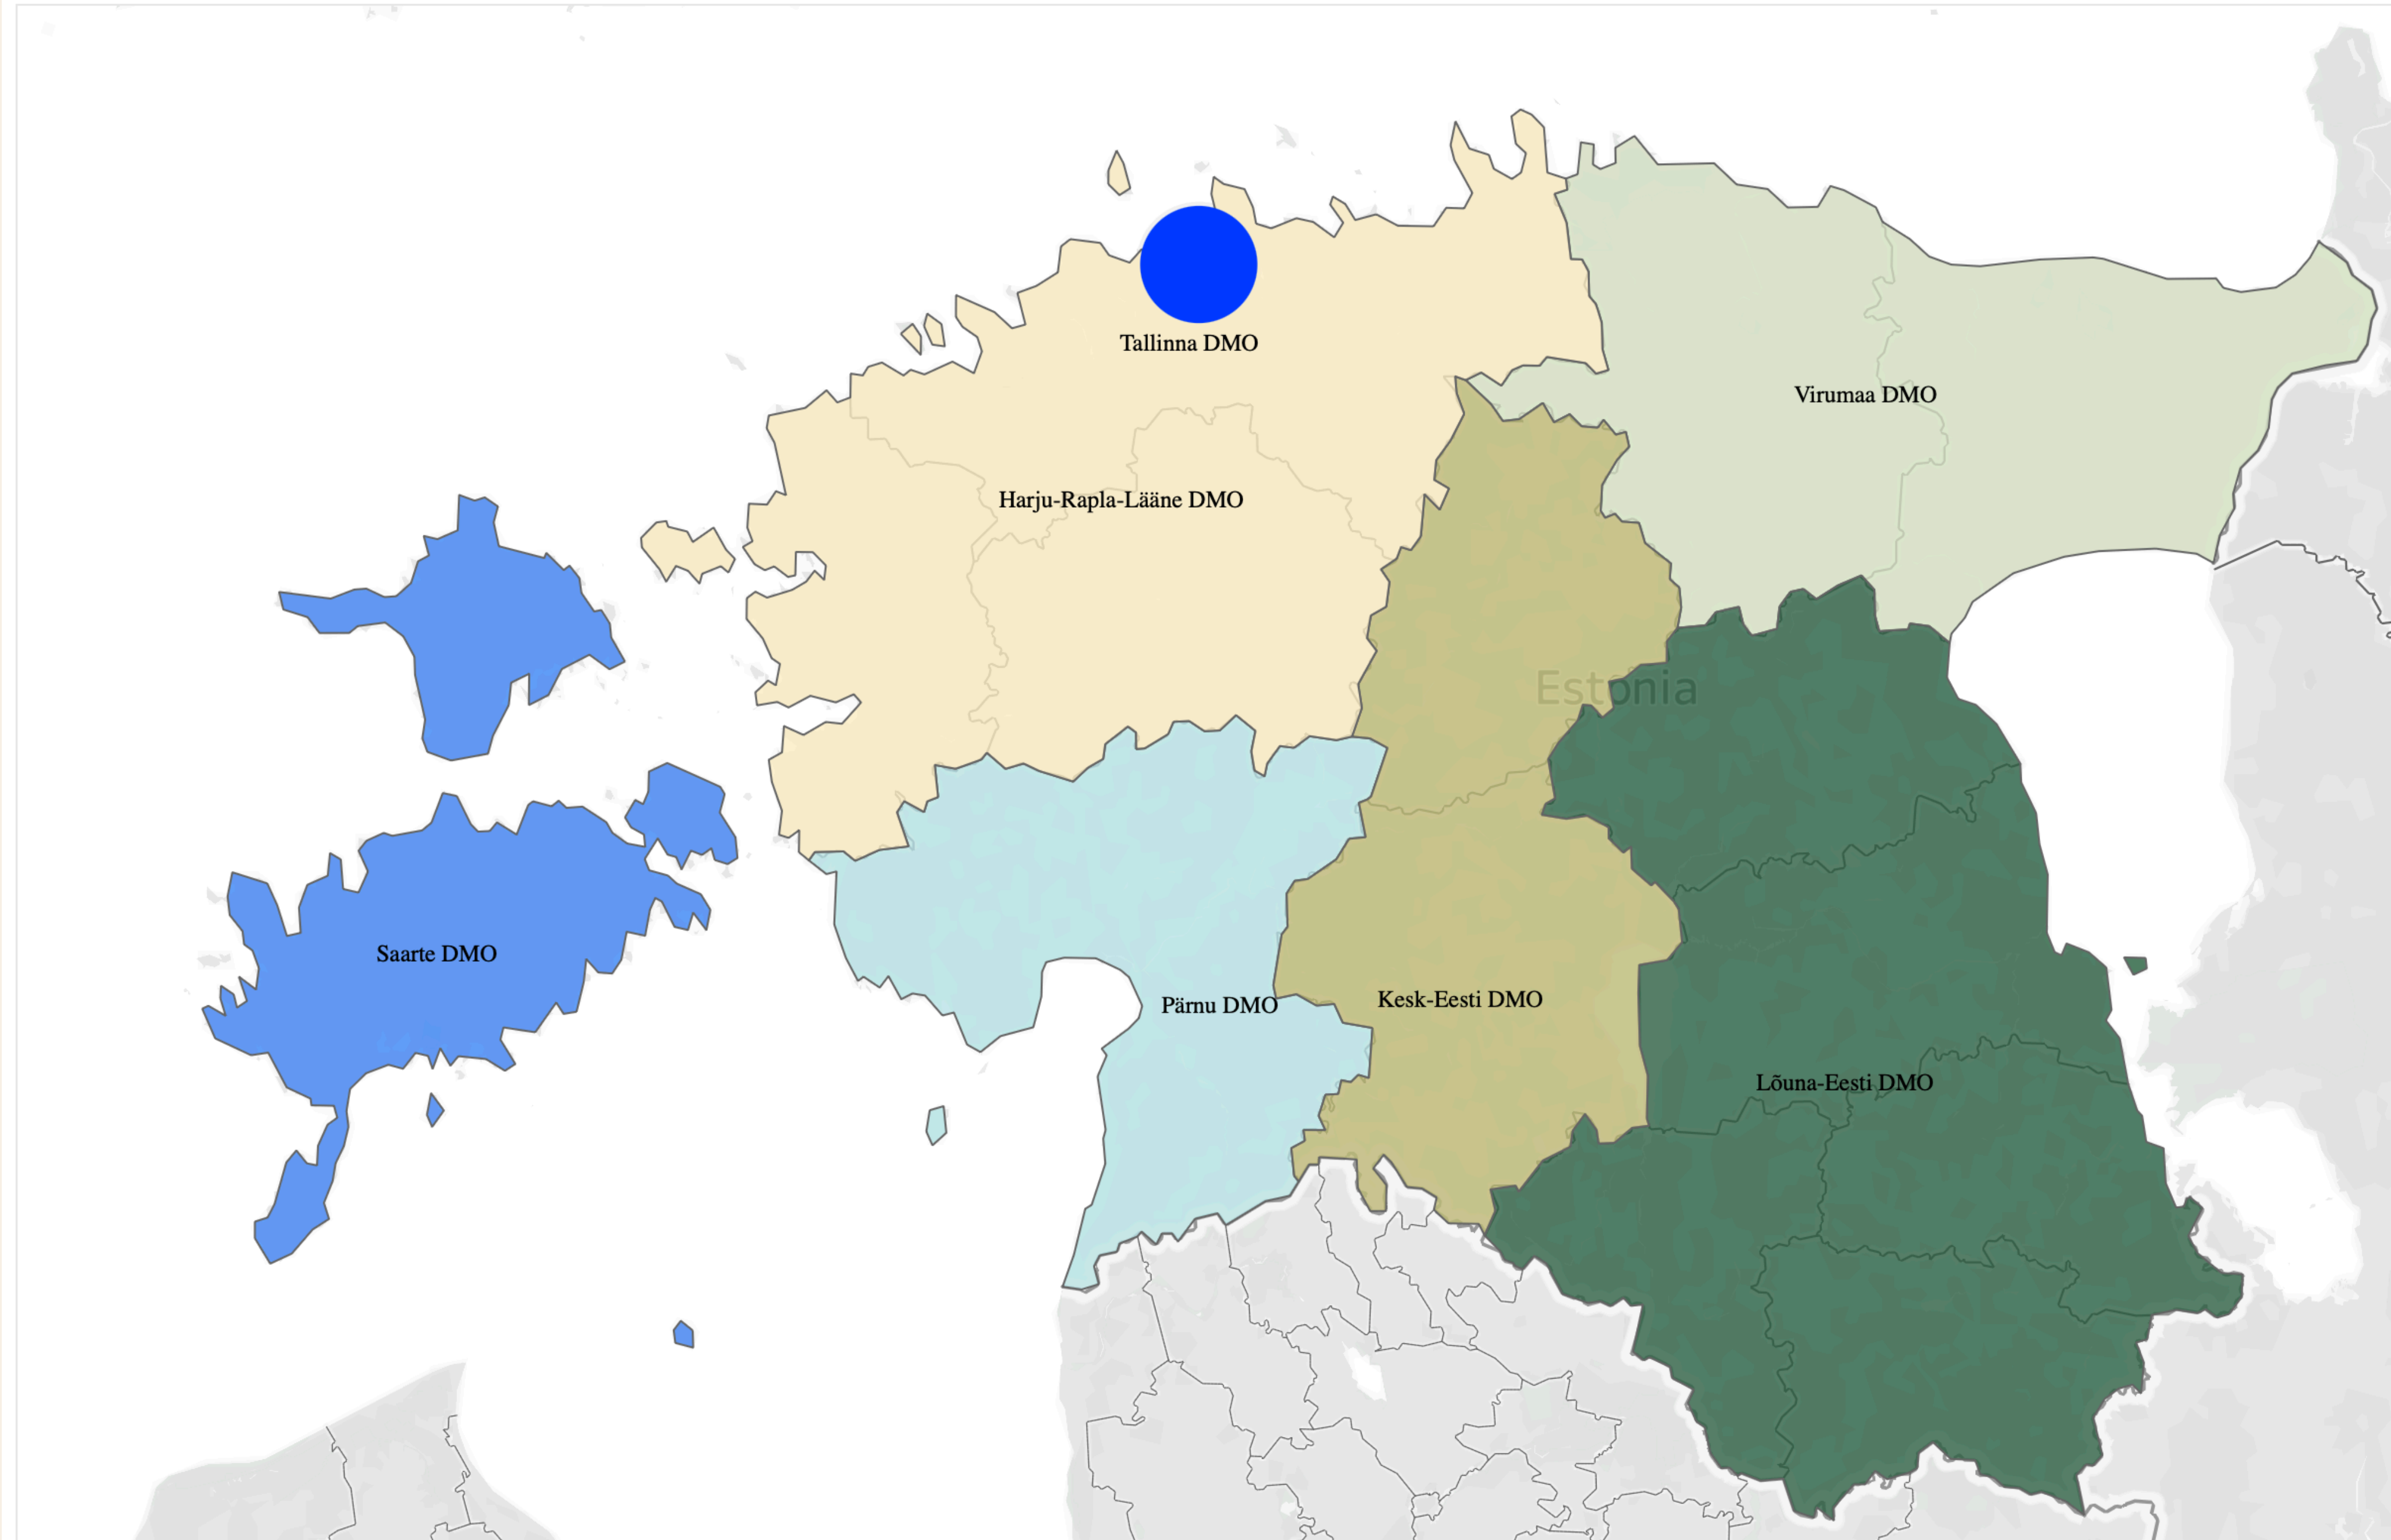 Tallinna DMO
Virumaa DMO
Harju-Rapla-Lääne DMO
Estonia
Saarte DMO
Pärnu DMO
Kesk-Eesti DMO
Lõuna-Eesti DMO